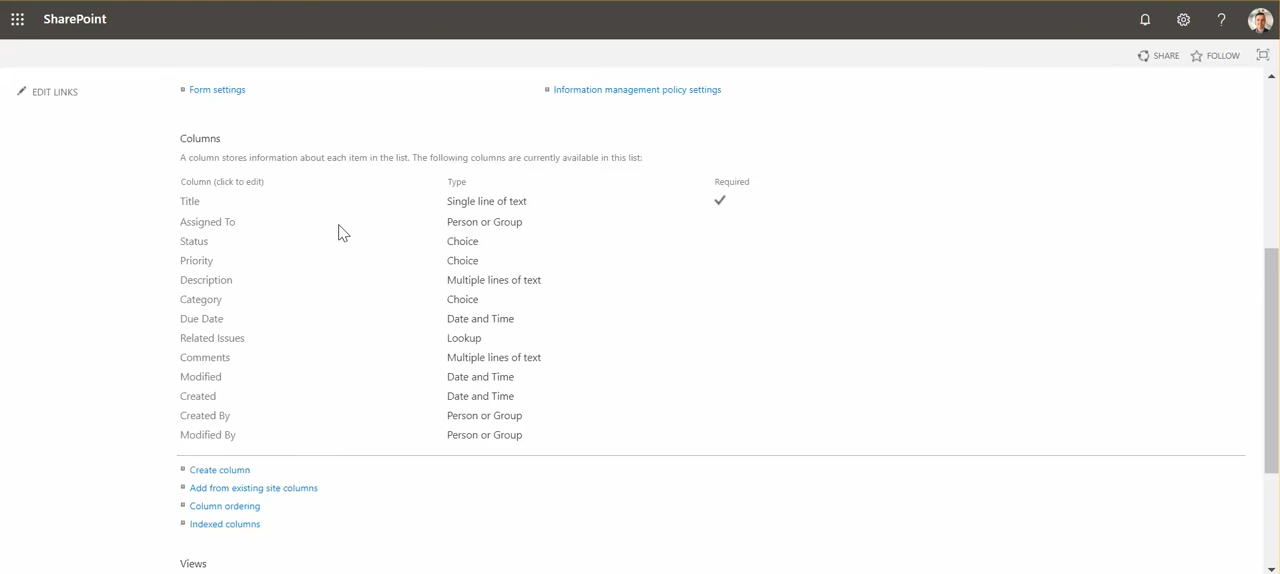 SharePoint
SHARE FOLLOW
EDIT LINKS
Form settings Information management policy settings
Columns
A column stores information about each item in the list. The following columns are currently available in this list:
Column (click to edit) Type Required
Title Single line of text
Assigned To Person or Group
Status Choice
Priority Choice
Description Multiple lines of text
Category Choice
Due Date Date and Time
Related Issues Lookup
Comments Multiple lines of text
Modified Date and Time
Created Date and Time
Created By Person or Group
Modified By Person or Group
Create column
Add from existing site columns
Column ordering
Indexed columns
Views